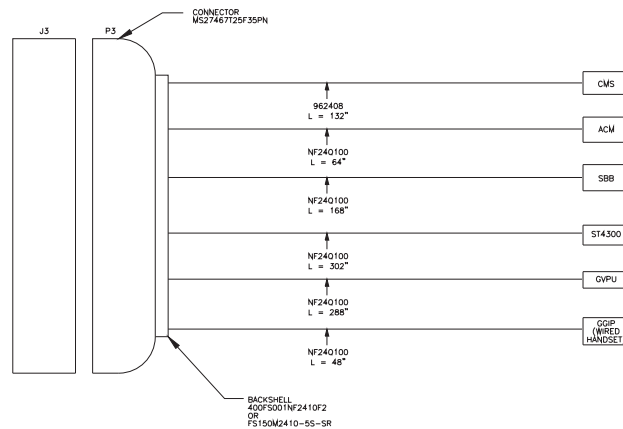 CONNECTOR
MS27467T25F35PN
J3
P3
962408
L = 132"
CMS
NF24Q100
L = 64"
ACM
NF24Q100
L = 168"
SBB
NF24Q100
L = 302"
ST4300
NF24Q100
L = 288"
GVPU
NF24Q100
L = 48"
GGIP
(WIRED
HANDSET)
BACKSHELL
400FS001NF2410F2
OR
FS150M2410-5S-SR